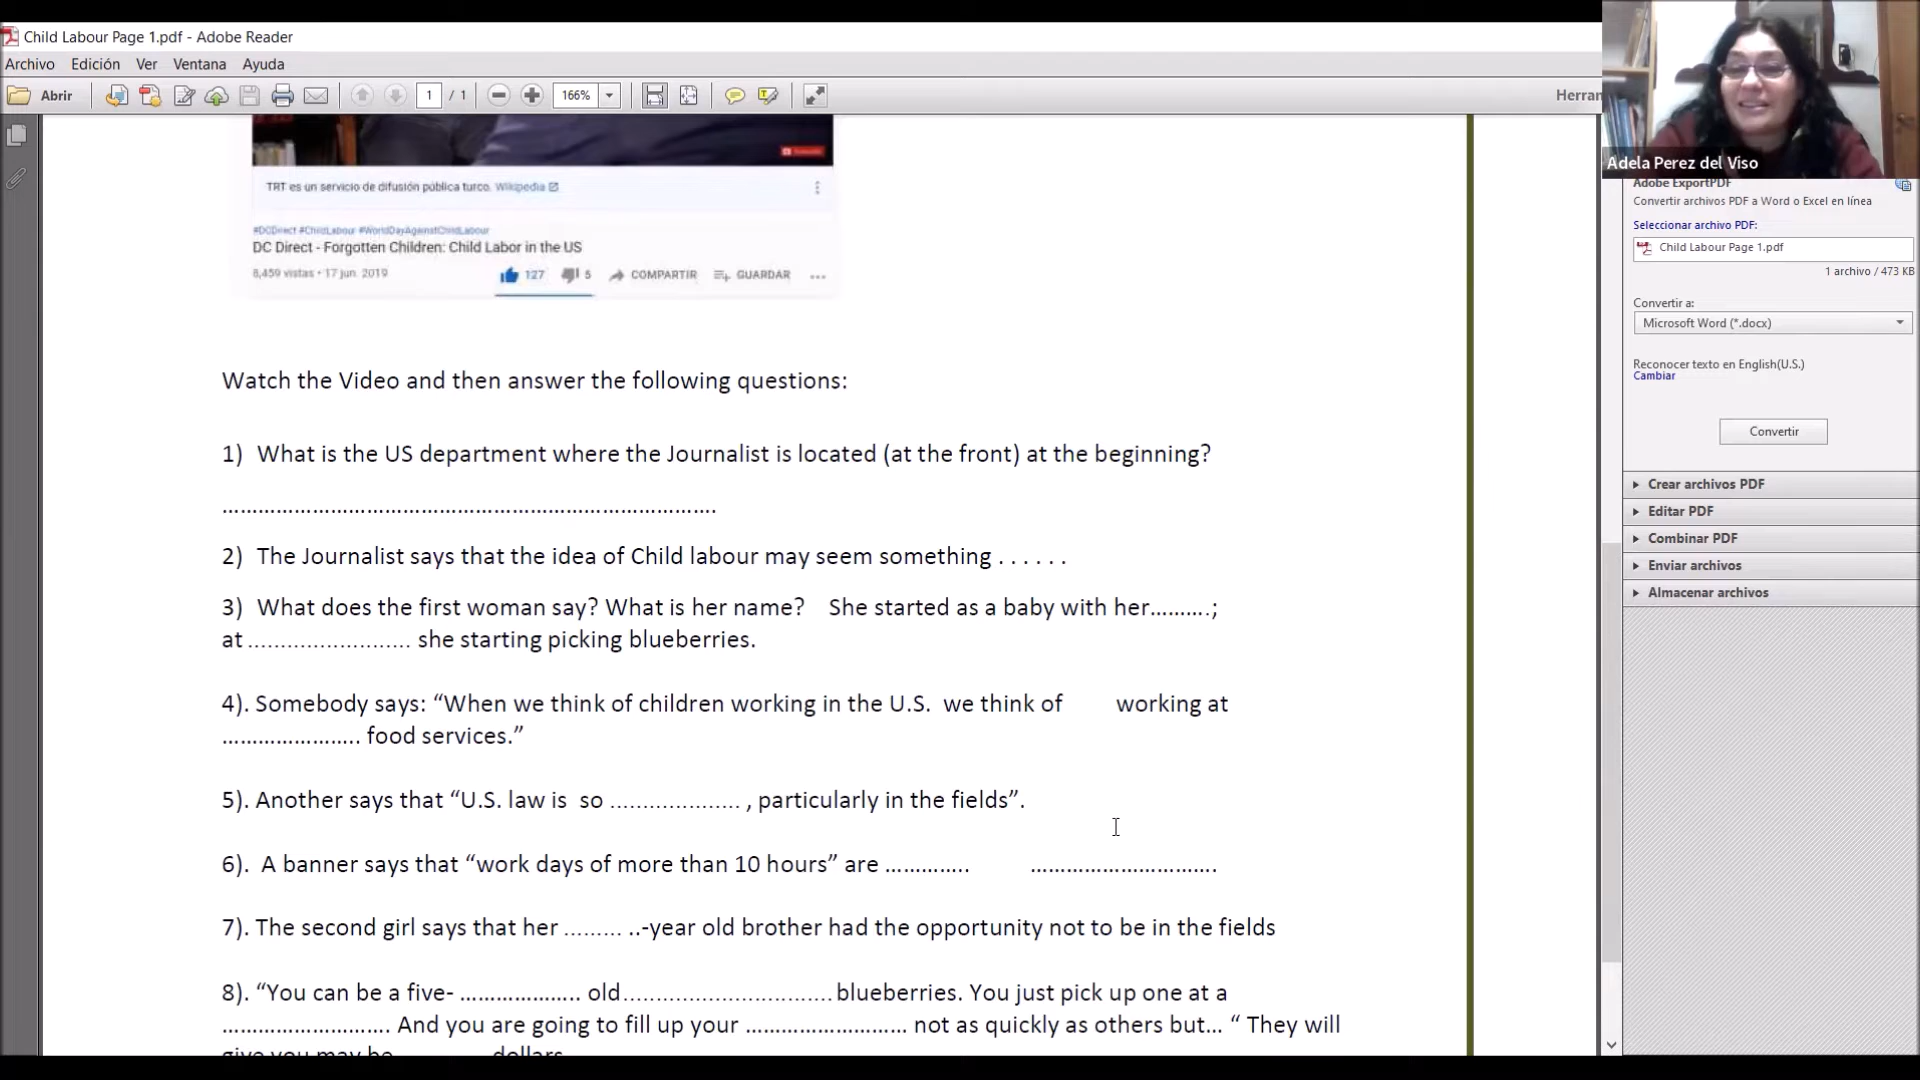 Child Labour Page 1.pdf - Adobe Reader
Archivo Edición Ver Ventana Ayuda
Abrir 1 / 1 166% Herran
Adela Perez del Viso
TRT es un servicio de difusión pública turco. Wikipedia
#DCDirect #ChildLabour #WorldDayAgainstChildLabour
DC Direct - Forgotten Children: Child Labor in the US
8,459 vistas • 17 jun. 2019 127 5 COMPARTIR GUARDAR ...
Watch the Video and then answer the following questions:
1) What is the US department where the Journalist is located (at the front) at the beginning?
……………………………………………………………………….
2) The Journalist says that the idea of Child labour may seem something . . . . . .
3) What does the first woman say? What is her name? She started as a baby with her……….;
at ......................... she starting picking blueberries.
4). Somebody says: “When we think of children working in the U.S. we think of working at
………………….. food services.”
5). Another says that “U.S. law is so .................... , particularly in the fields”.
6). A banner says that “work days of more than 10 hours” are ………….. ………………………….
7). The second girl says that her ......... ..-year old brother had the opportunity not to be in the fields
8). “You can be a five- ……………….. old................................ blueberries. You just pick up one at a
………………………. And you are going to fill up your ……………………… not as quickly as others but… “ They will
give you may be dollars
Adobe ExportPDF
Convertir archivos PDF a Word o Excel en línea
Seleccionar archivo PDF:
Child Labour Page 1.pdf
1 archivo / 473 KB
Convertir a:
Microsoft Word (*.docx)
Reconocer texto en English(U.S.)
Cambiar
Convertir
Crear archivos PDF
Editar PDF
Combinar PDF
Enviar archivos
Almacenar archivos